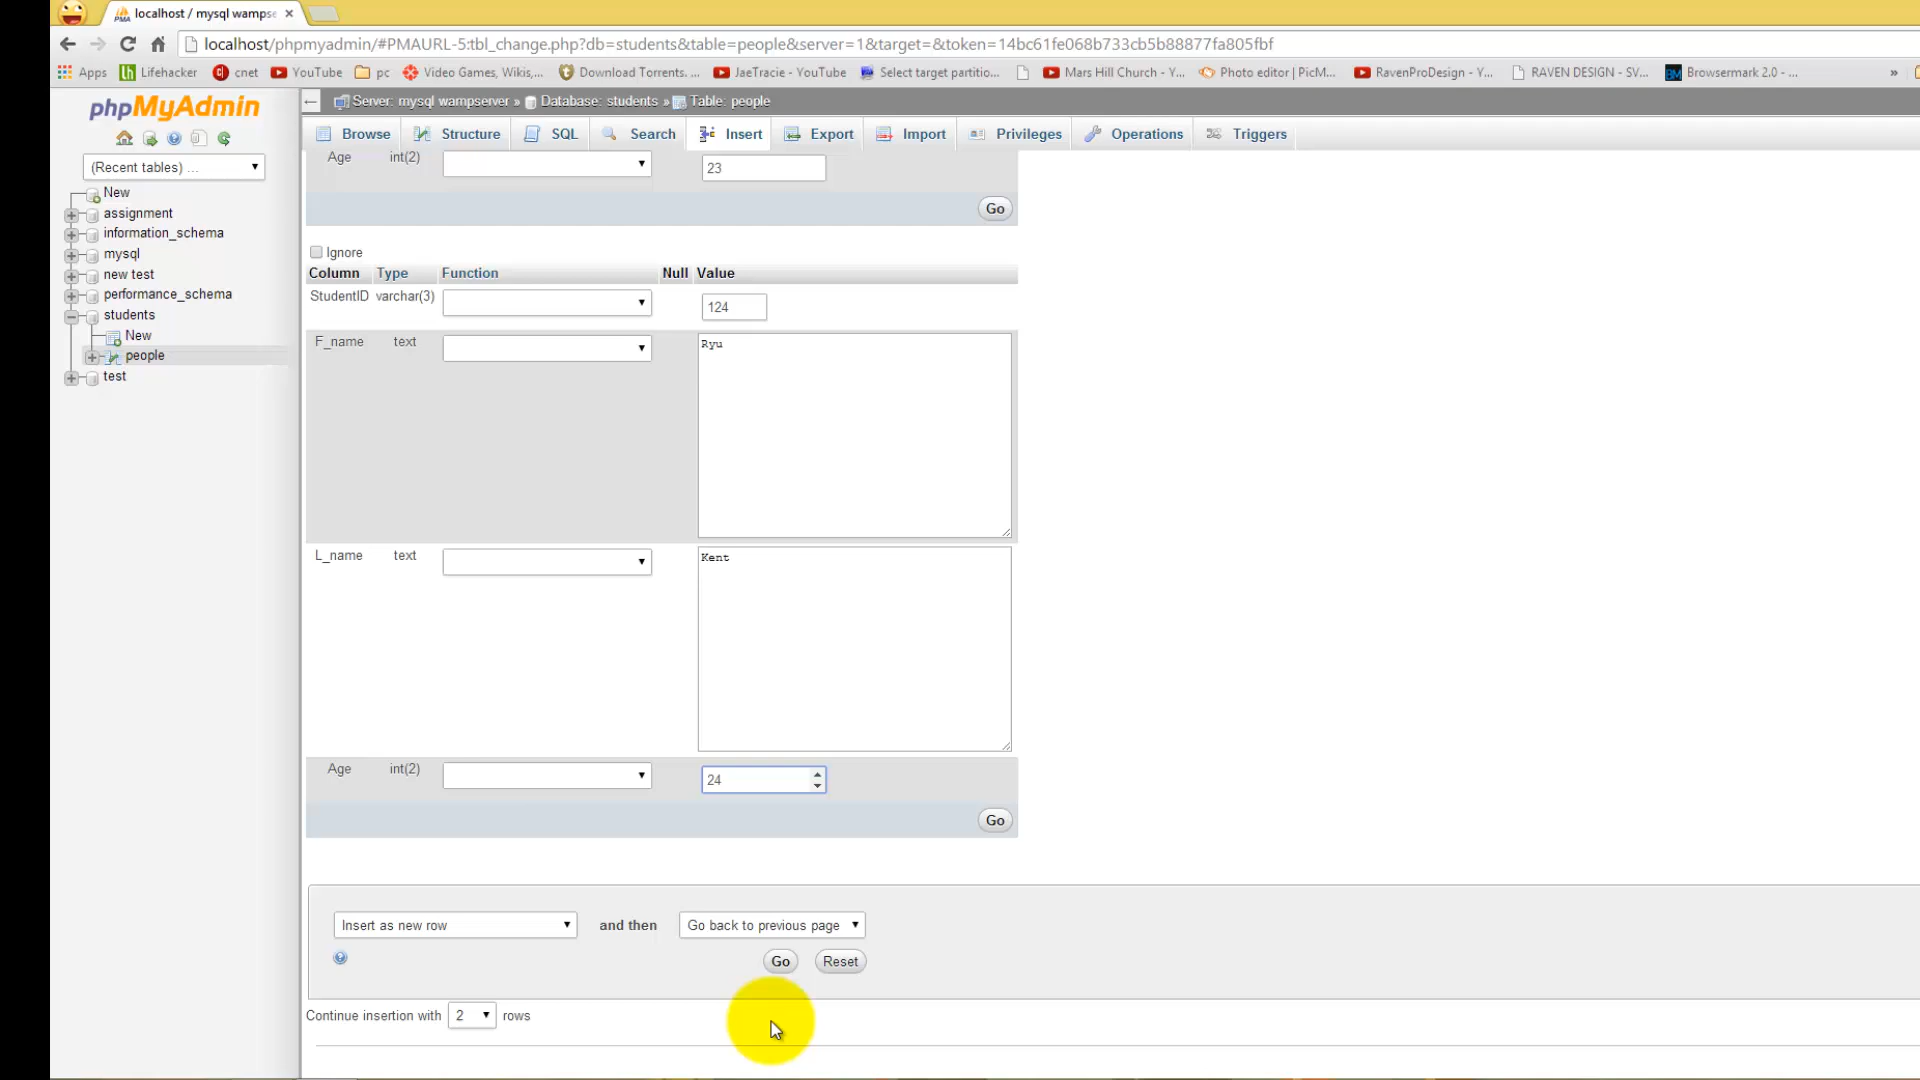 localhost / mysql wampse
localhost/phpmyadmin/#PMAURL-5:tbl_change.php?db=students&table=people&server=1&target=&token=14bc61fe068b733cb5b88877fa805fbf
Apps Lifehacker cnet YouTube pc Video Games, Wikis,... Download Torrents. ... JaeTracie - YouTube Select target partitio... Mars Hill Church - Y... Photo editor | PicM... RavenProDesign - Y... RAVEN DESIGN - SV... Browsermark 2.0 - ... »
phpMyAdmin
(Recent tables) ...
New
assignment
information_schema
mysql
new test
performance_schema
students
New
people
test
Server: mysql wampserver » Database: students » Table: people
Browse Structure SQL Search Insert Export Import Privileges Operations Triggers
Age int(2) 23
Go
Ignore
Column Type Function Null Value
StudentID varchar(3) 124
F_name text Ryu
L_name text Kent
Age int(2) 24
Go
Insert as new row and then Go back to previous page
Go Reset
Continue insertion with 2 rows